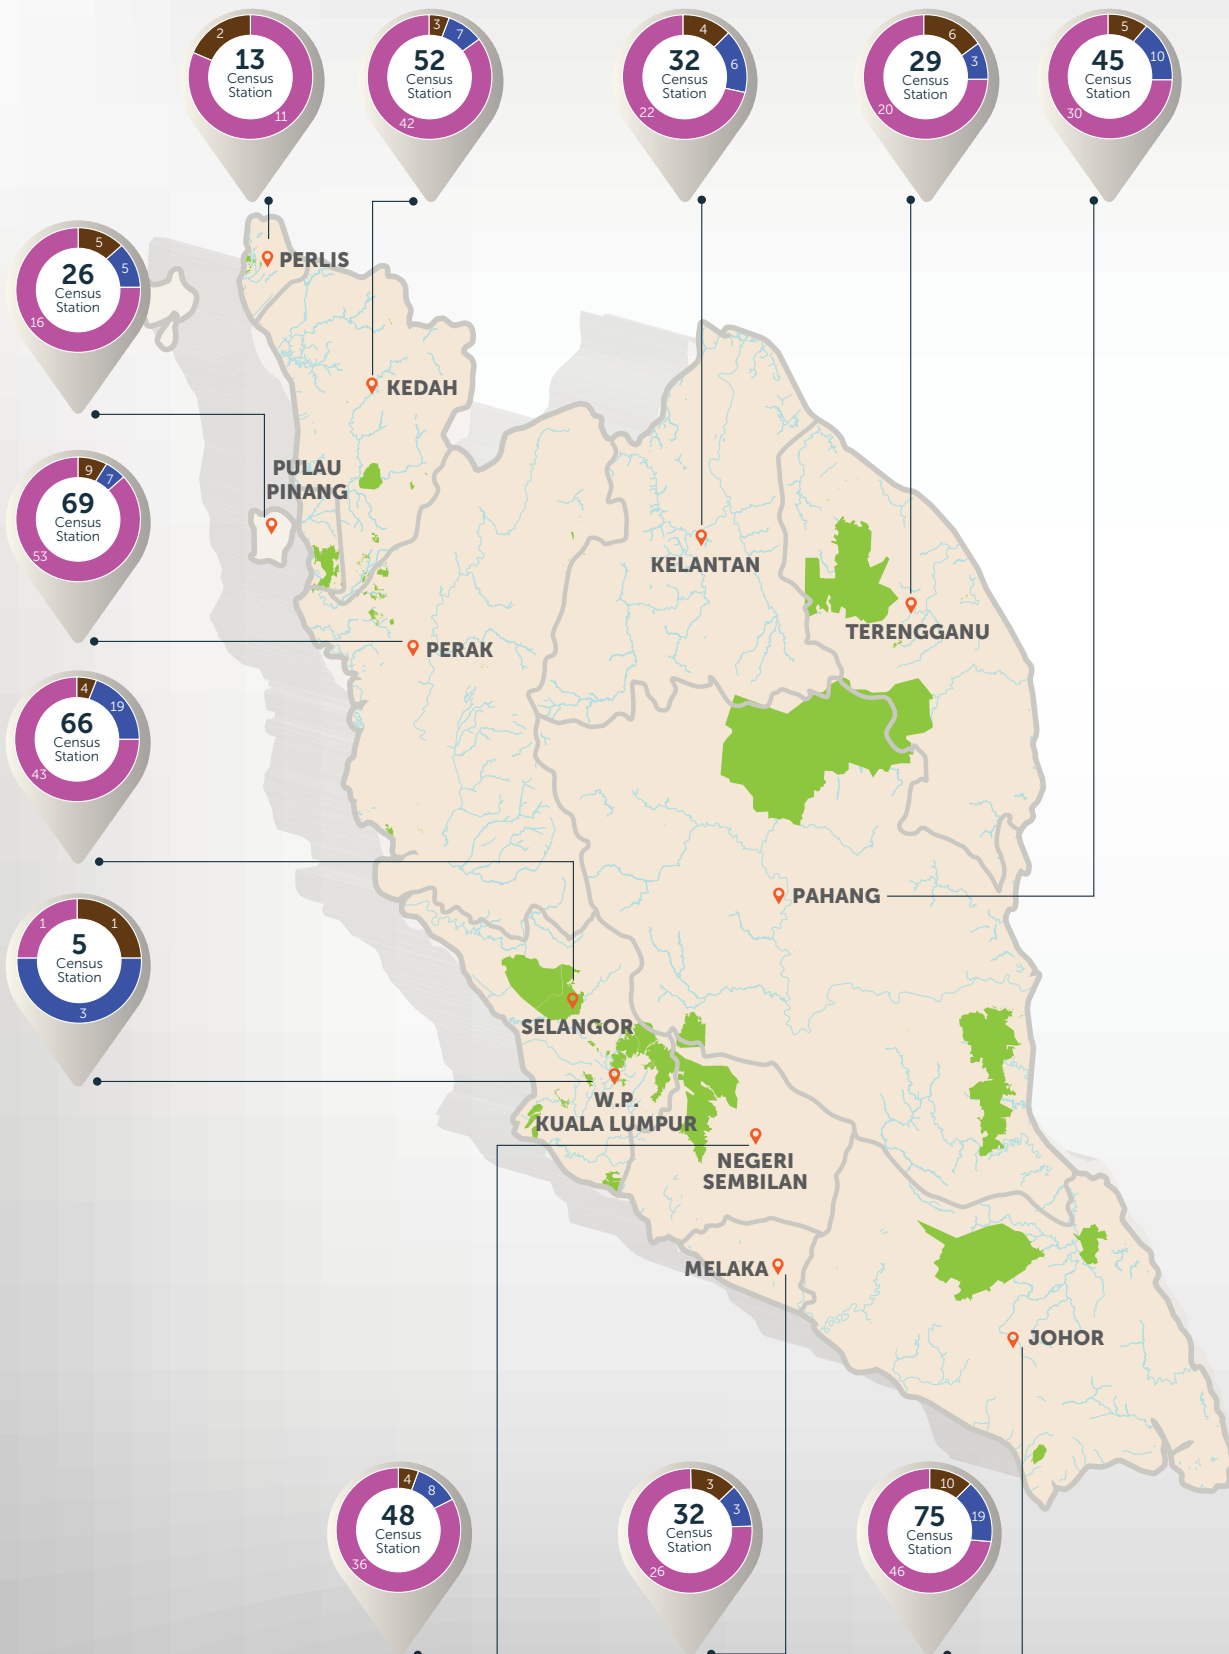 2
13
Census
Station
11
3
7
52
Census
Station
42
4
6
32
Census
Station
22
6
3
29
Census
Station
20
5
10
45
Census
Station
30
5
5
26
Census
Station
16
PERLIS
KEDAH
9
7
69
Census
Station
53
PULAU
PINANG
KELANTAN
TERENGGANU
PERAK
4
19
66
Census
Station
43
PAHANG
1
1
5
Census
Station
3
SELANGOR
W.P.
KUALA LUMPUR
NEGERI
SEMBILAN
MELAKA
JOHOR
4
8
48
Census
Station
36
3
3
32
Census
Station
26
10
19
75
Census
Station
46